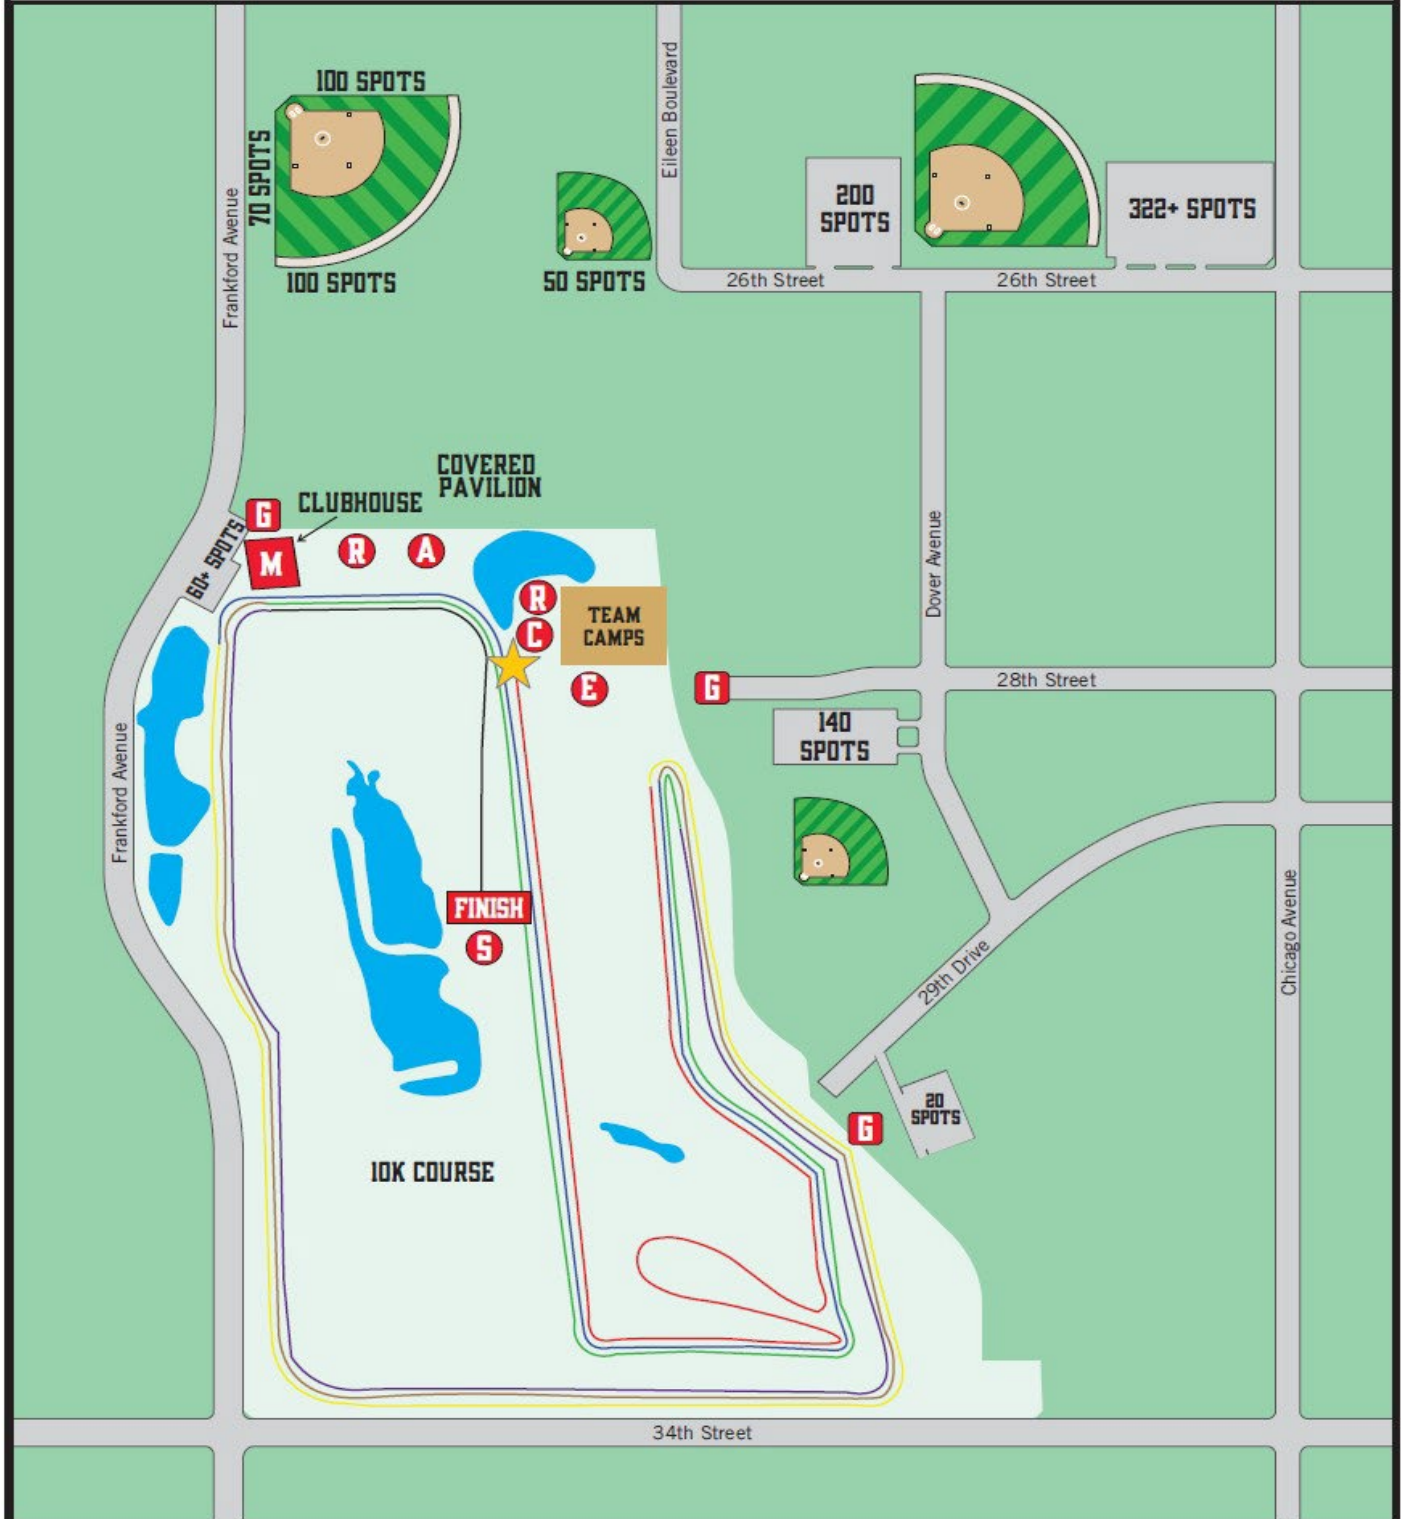 100 SPOTS
70 SPOTS
Frankford Avenue
100 SPOTS
50 SPOTS
Eileen Boulevard
200
SPOTS
322+ SPOTS
26th Street
26th Street
COVERED
PAVILION
CLUBHOUSE
G
60+ SPOTS
M
R
A
R
C
TEAM
CAMPS
E
G
Dover Avenue
28th Street
140
SPOTS
Frankford Avenue
FINISH
S
29th Drive
Chicago Avenue
20
SPOTS
G
10K COURSE
34th Street